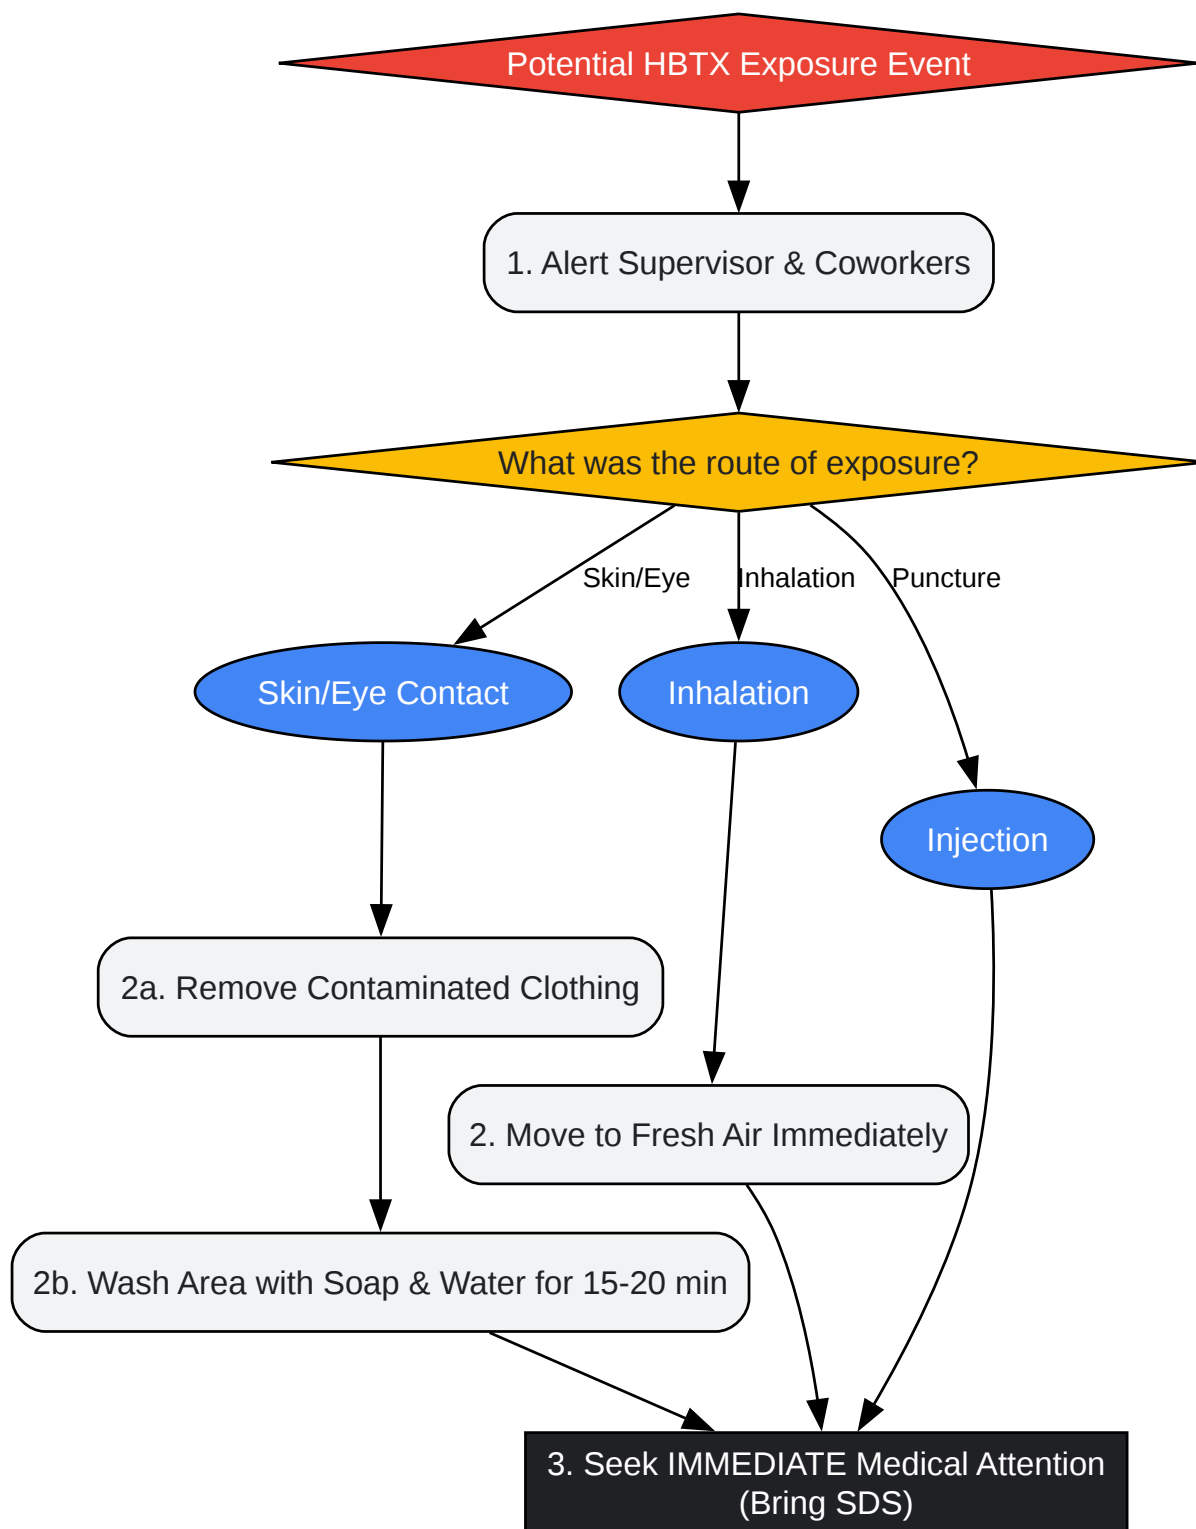 Potential HBTX Exposure Event
1. Alert Supervisor & Coworkers
What was the route of exposure?
Skin/Eye
Inhalation
Puncture
Skin/Eye Contact
Inhalation
Injection
2a. Remove Contaminated Clothing
2. Move to Fresh Air Immediately
2b. Wash Area with Soap & Water for 15-20 min
3. Seek IMMEDIATE Medical Attention
(Bring SDS)